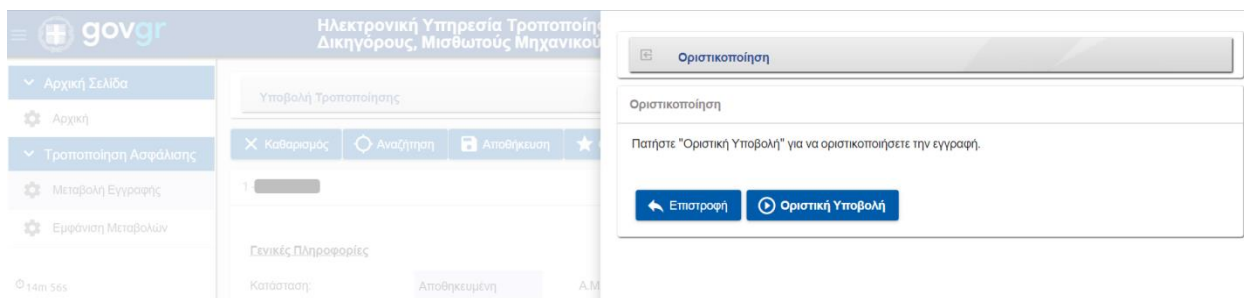 govgr
Ηλεκτρονική Υπηρεσία Τροποποίησ
Δικηγόρους, Μισθωτούς Μηχανικού
Αρχική Σελίδα
Αρχική
Τροποποίηση Ασφάλισης
Μεταβολή Εγγραφής
Εμφάνιση Μεταβολών
14m 56s
Υποβολή Τροποποίησης
Καθαρισμός Αναζήτηση Αποθήκευση
1
Γενικές Πληροφορίες
Κατάσταση: Αποθηκευμένη Α.Μ
Οριστικοποίηση
Οριστικοποίηση
Πατήστε "Οριστική Υποβολή" για να οριστικοποιήσετε την εγγραφή.
Επιστροφή Οριστική Υποβολή